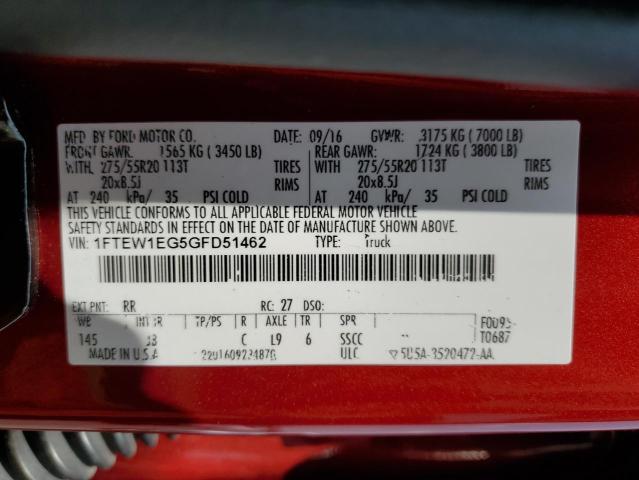 MFD BY FORD MOTOR CO. DATE: 09/16 GVWR: 3175 KG ( 7000 LB)
FRONT GAWR: 1565 KG ( 3450 LB) REAR GAWR: 1724 KG ( 3800 LB)
WITH 275/55R20 113T TIRES WITH 275/55R20 113T TIRES
20x8.5J RIMS 20x8.5J RIMS
AT 240 kPa/ 35 PSI COLD AT 240 kPa/ 35 PSI COLD
THIS VEHICLE CONFORMS TO ALL APPLICABLE FEDERAL MOTOR VEHICLE
SAFETY STANDARDS IN EFFECT ON THE DATE OF MANUFACTURE SHOWN ABOVE.
VIN: 1FTEW1EG5GFD51462 TYPE: Truck
EXT PNT: RR RC: 27 DSO:
WB INT TR TP/PS R AXLE TR SPR
145 C L9 6 SSCC T0687
MADE IN U.S.A. ULC